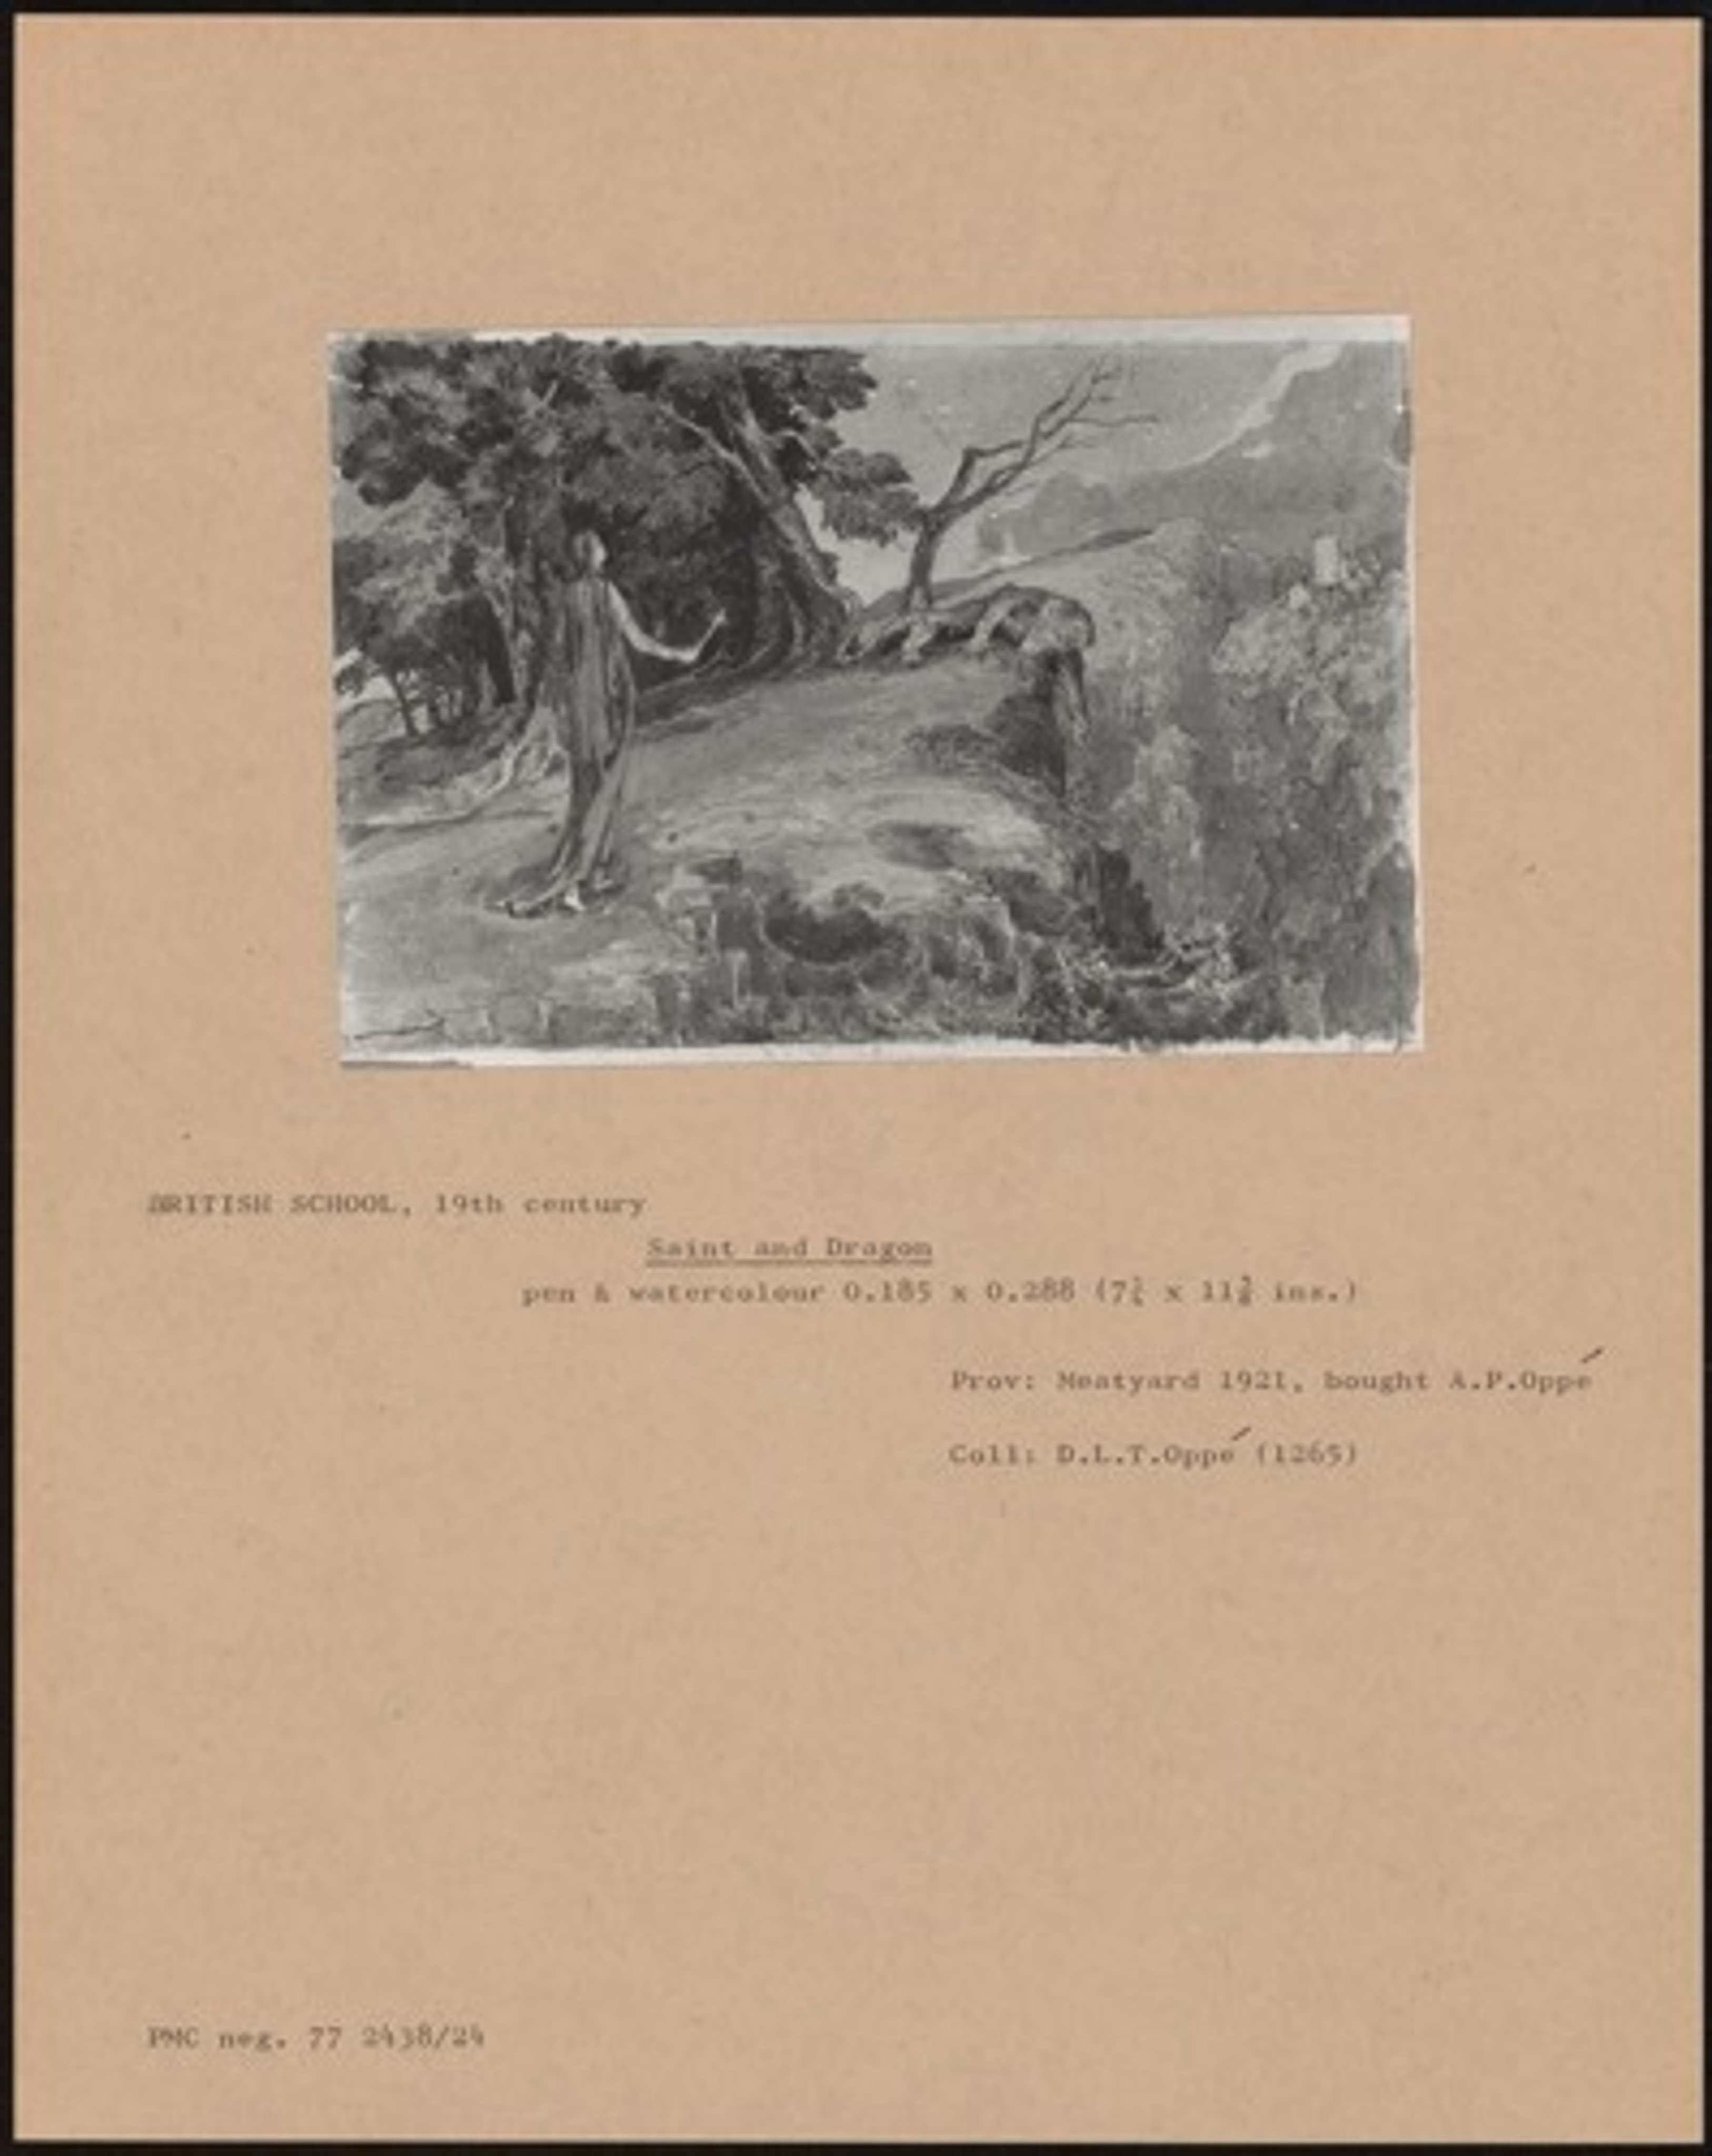 BRITISH SCHOOL, 19th century
Saint and Dragon
pen & watercolour 0.185 x 0.288 (7¼ x 11⅜ ins.)
Prov: Meatyard 1921, bought A.P.Oppé
Coll: D.L.T.Oppé (1265)
PMC neg. 77 2438/24